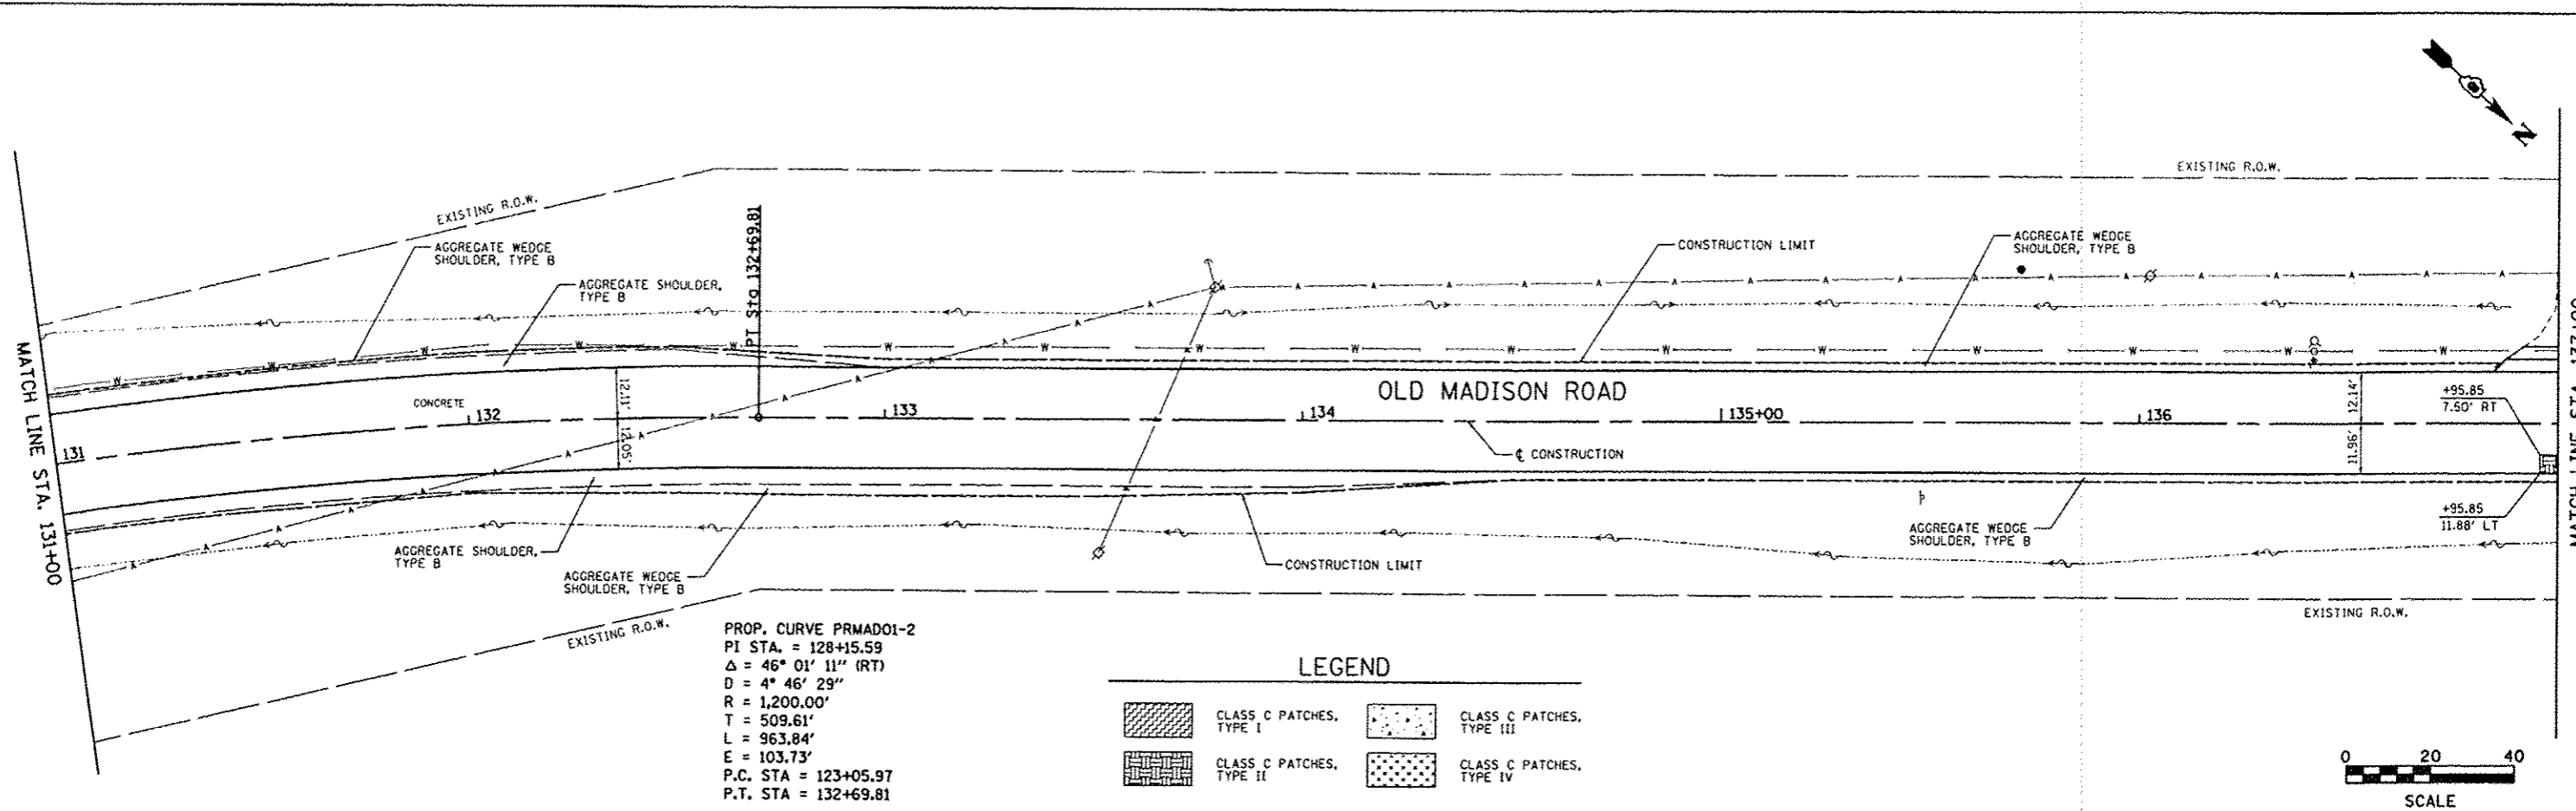 N
EXISTING R.O.W.
EXISTING R.O.W.
AGGREGATE WEDGE
SHOULDER, TYPE B
AGGREGATE SHOULDER,
TYPE B
PI Sta 132+69.81
CONSTRUCTION LIMIT
AGGREGATE WEDGE
SHOULDER, TYPE B
A A A A A A A A A A A A A A A A A A
W W W W W W W W W W W W W W W W
MATCH LINE STA. 131+00
CONCRETE
OLD MADISON ROAD
131
132
133
134
135+00
136
12.11'
12.05'
12.14'
11.96'
℄ CONSTRUCTION
+95.85
7.50' RT
+95.85
11.88' LT
MATCH LINE STA. 137+00
AGGREGATE SHOULDER,
TYPE B
AGGREGATE WEDGE
SHOULDER, TYPE B
CONSTRUCTION LIMIT
AGGREGATE WEDGE
SHOULDER, TYPE B
EXISTING R.O.W.
EXISTING R.O.W.
PROP. CURVE PRMAD01-2
PI STA. = 128+15.59
Δ = 46° 01' 11" (RT)
D = 4° 46' 29"
R = 1,200.00'
T = 509.61'
L = 963.84'
E = 103.73'
P.C. STA = 123+05.97
P.T. STA = 132+69.81
LEGEND
CLASS C PATCHES,
TYPE I
CLASS C PATCHES,
TYPE III
CLASS C PATCHES,
TYPE II
CLASS C PATCHES,
TYPE IV
0 20 40
SCALE